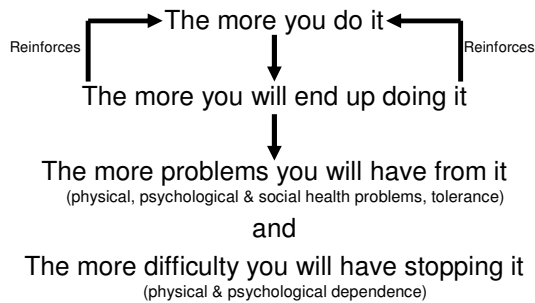 The more you do it
Reinforces
Reinforces
The more you will end up doing it
The more problems you will have from it
(physical, psychological & social health problems, tolerance)
and
The more difficulty you will have stopping it
(physical & psychological dependence)